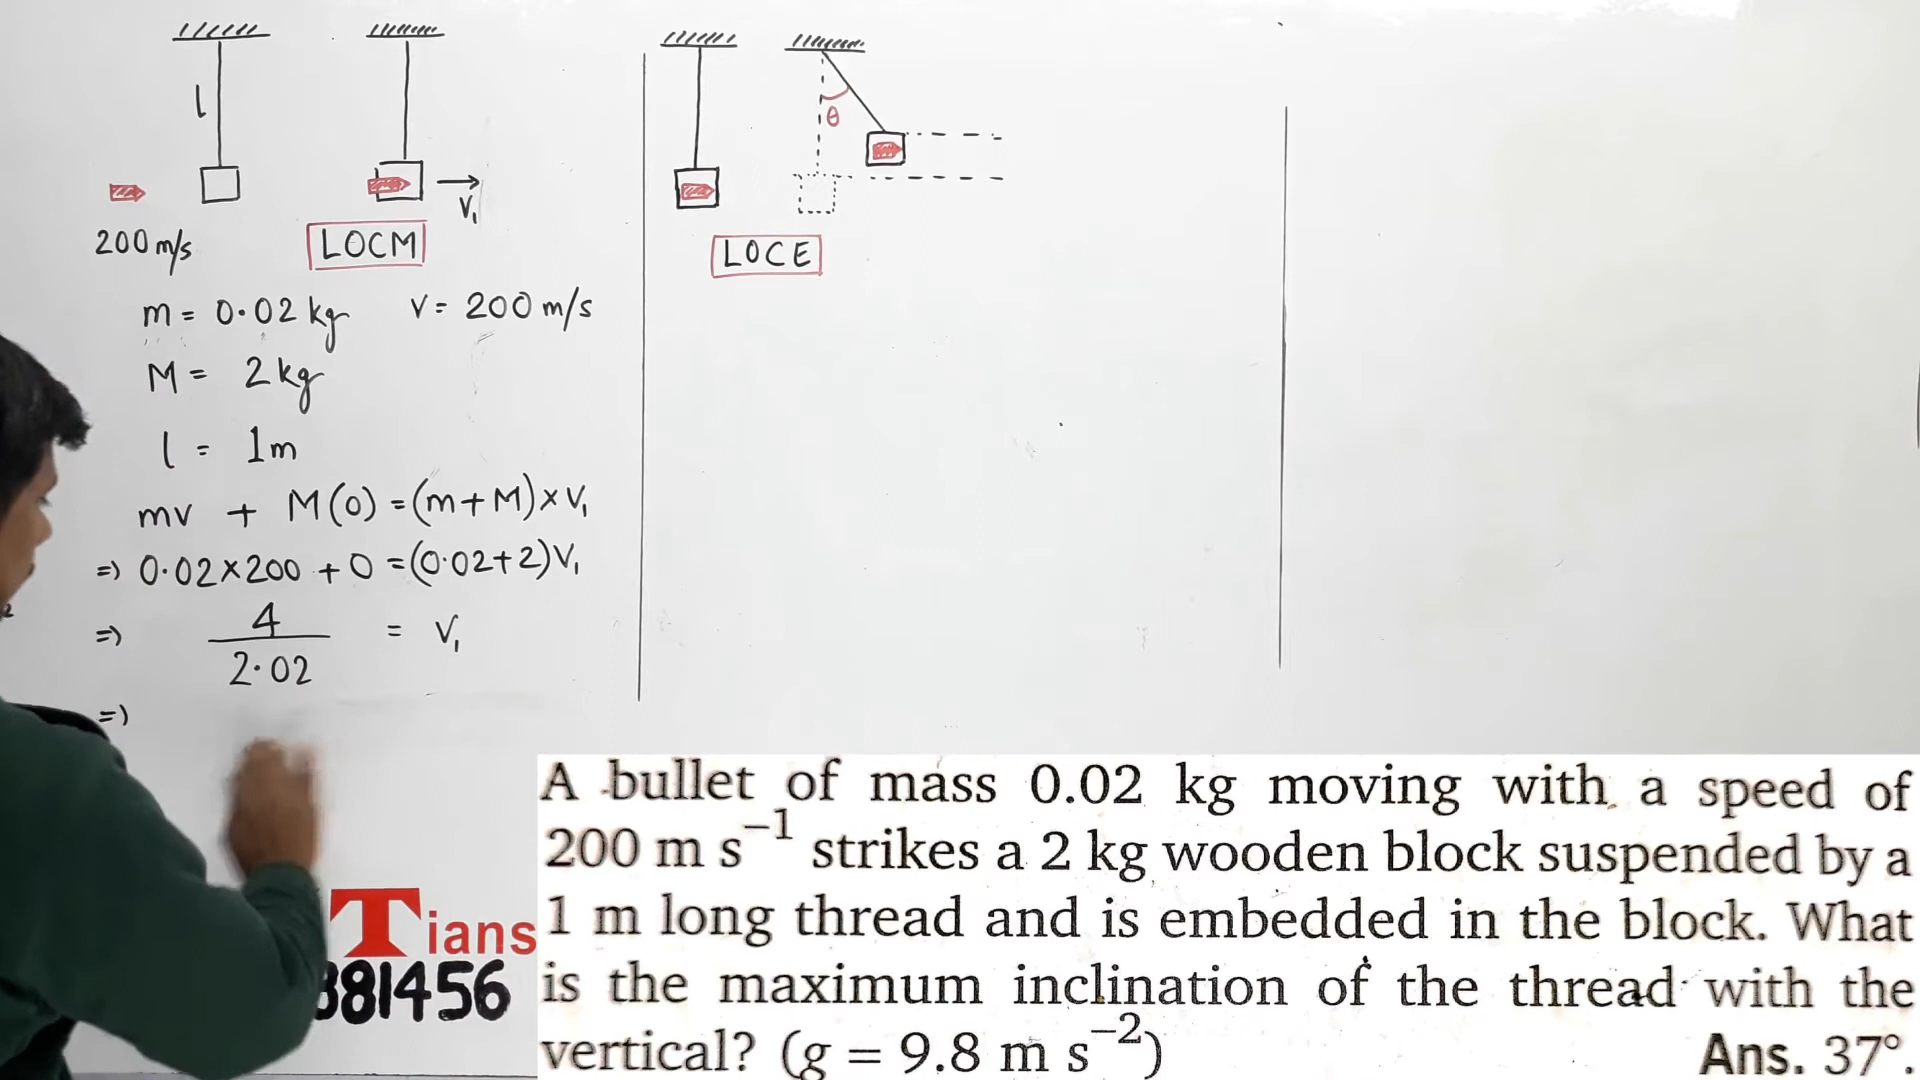 l
θ
V₁
200 m/s
LOCM
LOCE
m = 0.02 kg V = 200 m/s
M = 2 kg
l = 1m
mv + M(0) = (m+M)×V₁
⇒ 0.02×200 + 0 = (0.02+2)V₁
⇒ 4/2.02 = V₁
⇒
A bullet of mass 0.02 kg moving with a speed of
200 m s⁻¹ strikes a 2 kg wooden block suspended by a
1 m long thread and is embedded in the block. What
is the maximum inclination of the thread with the
vertical? (g = 9.8 m s⁻²) Ans. 37°.
Tians
881456